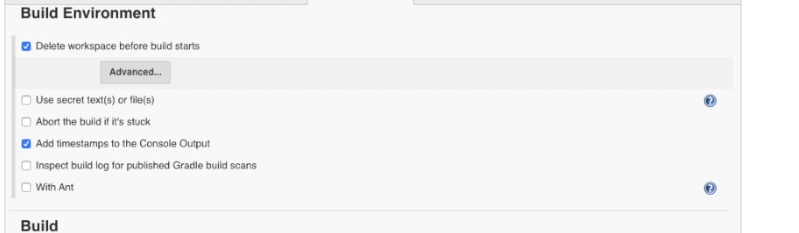 Build Environment
Delete workspace before build starts
Advanced...
Use secret text(s) or file(s)
Abort the build if it's stuck
Add timestamps to the Console Output
Inspect build log for published Gradle build scans
With Ant
Build